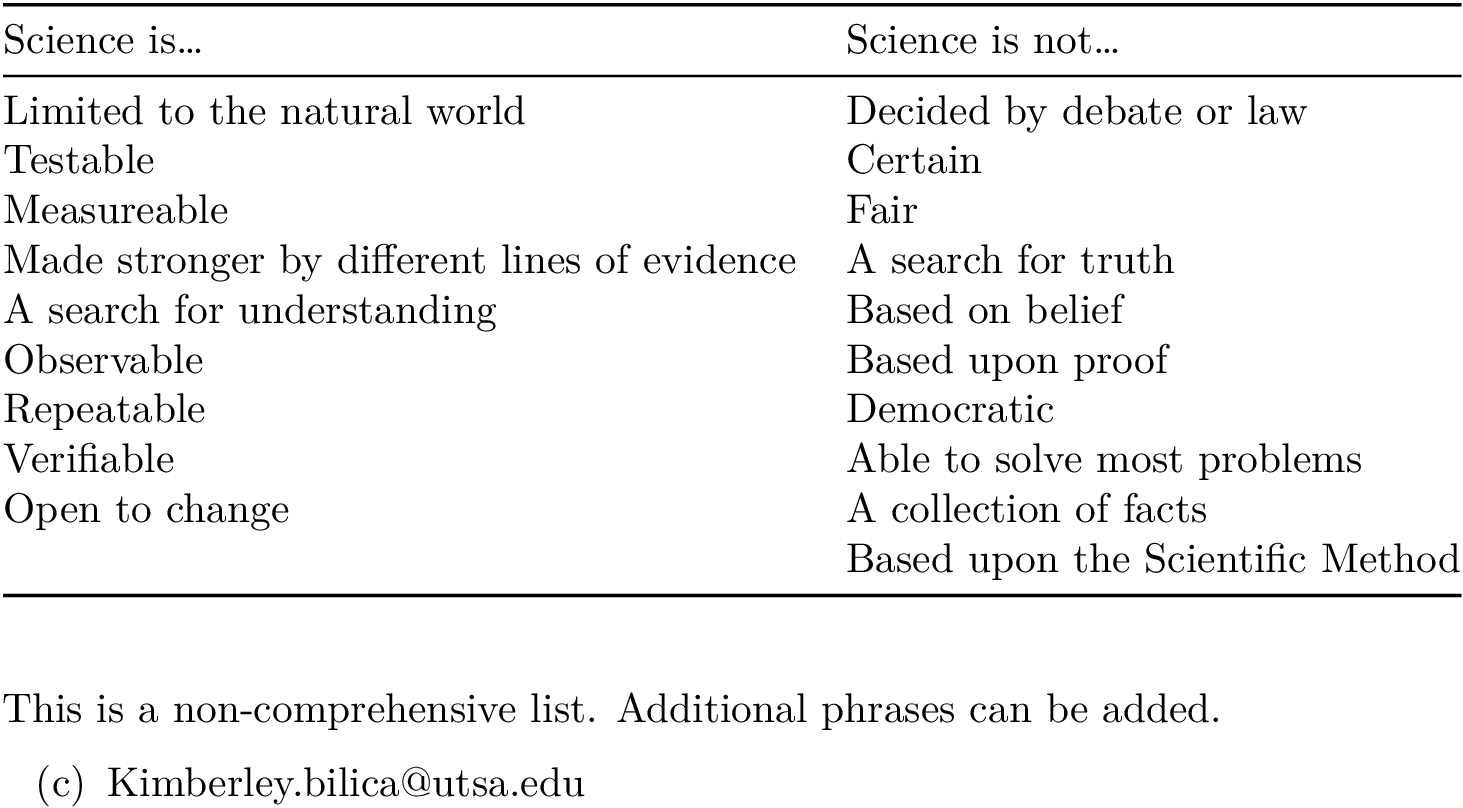 Science is… Science is not…
Limited to the natural world Decided by debate or law
Testable Certain
Measureable Fair
Made stronger by different lines of evidence A search for truth
A search for understanding Based on belief
Observable Based upon proof
Repeatable Democratic
Verifiable Able to solve most problems
Open to change A collection of facts
Based upon the Scientific Method
This is a non-comprehensive list. Additional phrases can be added.
(c) Kimberley.bilica@utsa.edu